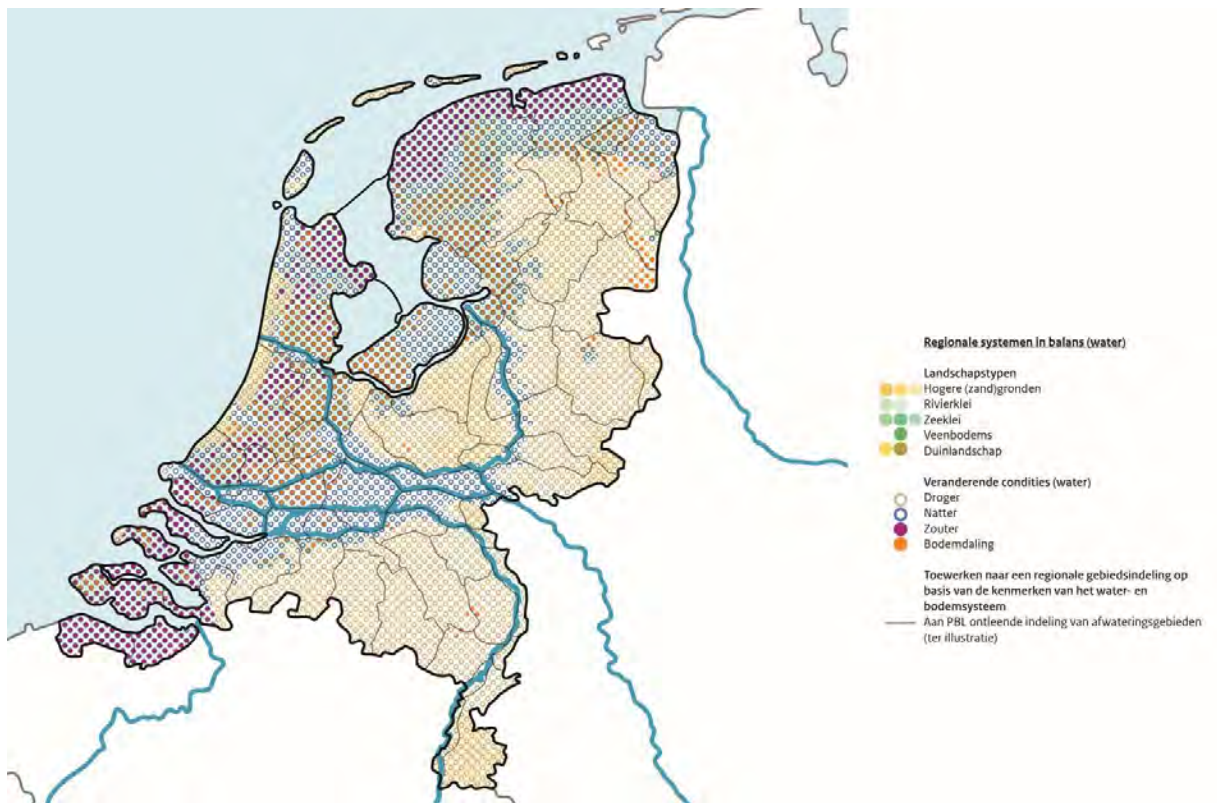 Regionale systemen in balans (water)
Landschapstypen
Hogere (zand)gronden
Rivierklei
Zeeklei
Veenbodems
Duinlandschap
Veranderende condities (water)
Droger
Natter
Zouter
Bodemdaling
Toewerken naar een regionale gebiedsindeling op
basis van de kenmerken van het water- en
bodemsysteem
Aan PBL ontleende indeling van afwateringsgebieden
(ter illustratie)